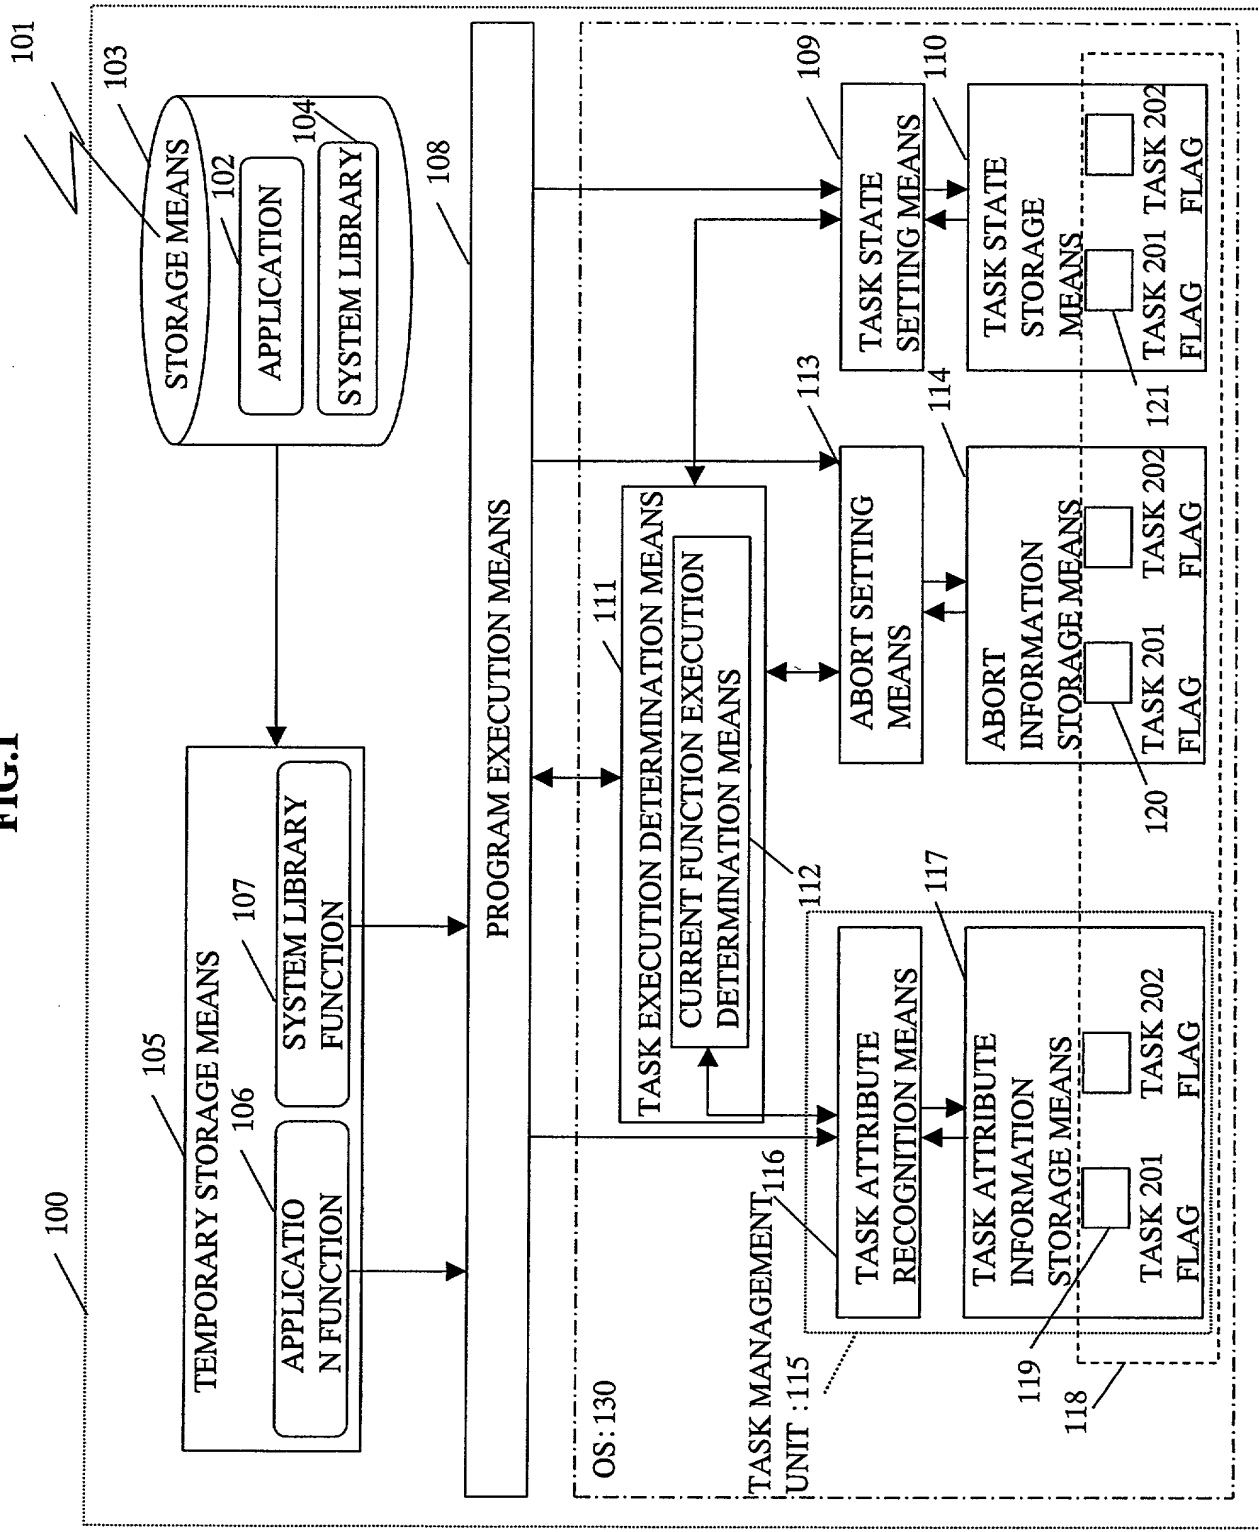 FIG.1
100
101
TEMPORARY STORAGE MEANS
105
APPLICATIO
N FUNCTION
106
SYSTEM LIBRARY
FUNCTION
107
STORAGE MEANS
103
APPLICATION
102
SYSTEM LIBRARY
104
PROGRAM EXECUTION MEANS
108
OS:130
TASK EXECUTION DETERMINATION MEANS
111
CURRENT FUNCTION EXECUTION
DETERMINATION MEANS
112
TASK MANAGEMENT
UNIT :115
116
TASK ATTRIBUTE
RECOGNITION MEANS
117
TASK ATTRIBUTE
INFORMATION
STORAGE MEANS
TASK 201
FLAG
TASK 202
FLAG
119
118
113
ABORT SETTING
MEANS
114
ABORT
INFORMATION
STORAGE MEANS
TASK 201
FLAG
TASK 202
FLAG
120
109
TASK STATE
SETTING MEANS
110
TASK STATE
STORAGE
MEANS
TASK 201
FLAG
TASK 202
FLAG
121